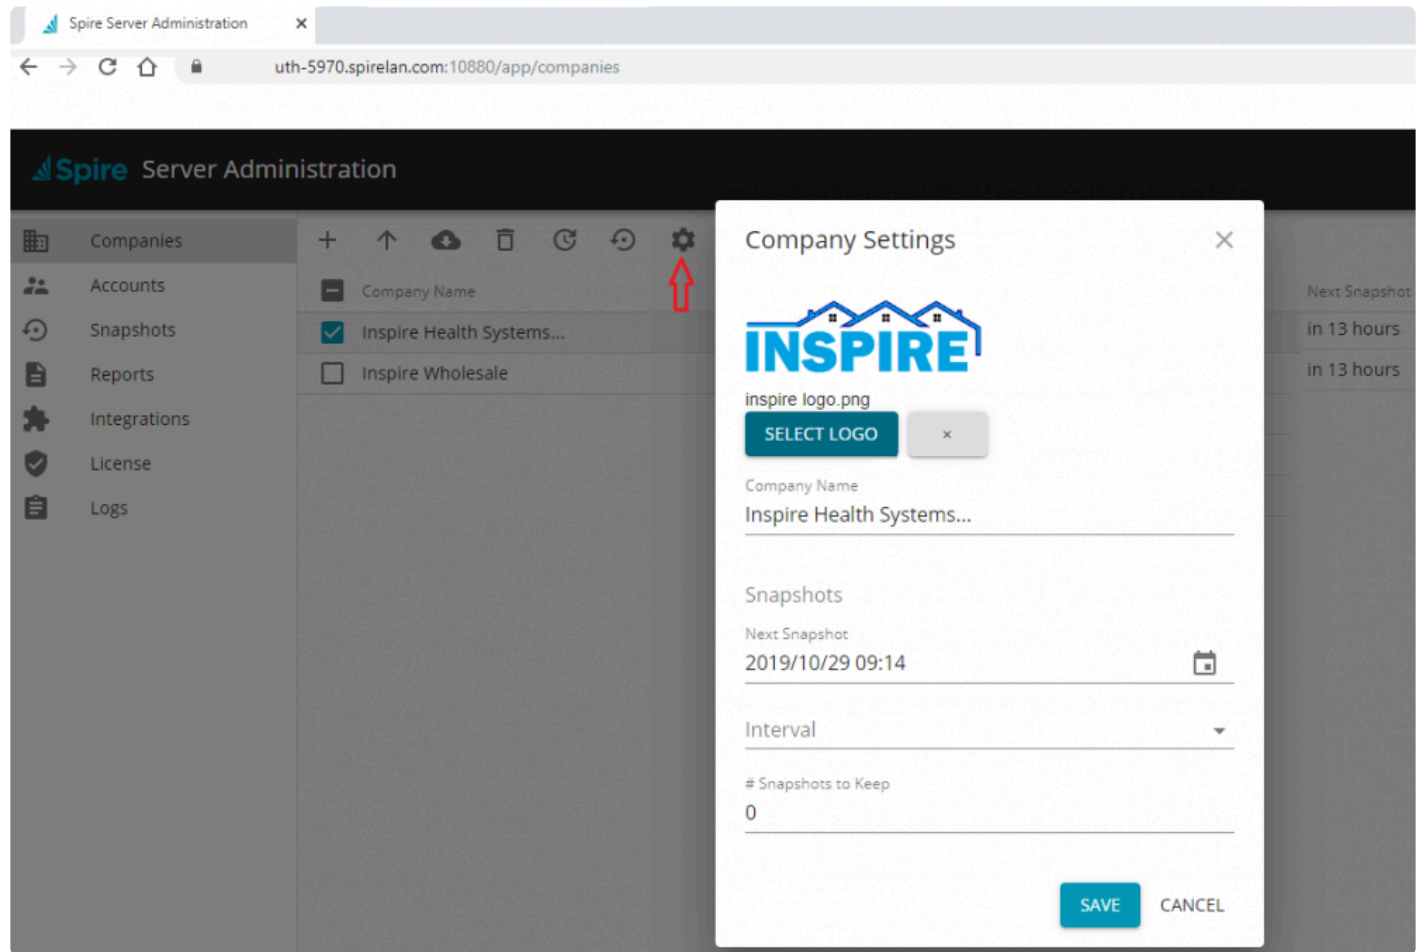 Spire Server Administration
uth-5970.spirelan.com:10880/app/companies
Spire Server Administration
Companies
Accounts
Snapshots
Reports
Integrations
License
Logs
Company Name
Inspire Health Systems...
Inspire Wholesale
Next Snapshot
in 13 hours
in 13 hours
Company Settings
INSPIRE
inspire logo.png
SELECT LOGO
Company Name
Inspire Health Systems...
Snapshots
Next Snapshot
2019/10/29 09:14
Interval
# Snapshots to Keep
0
SAVE CANCEL